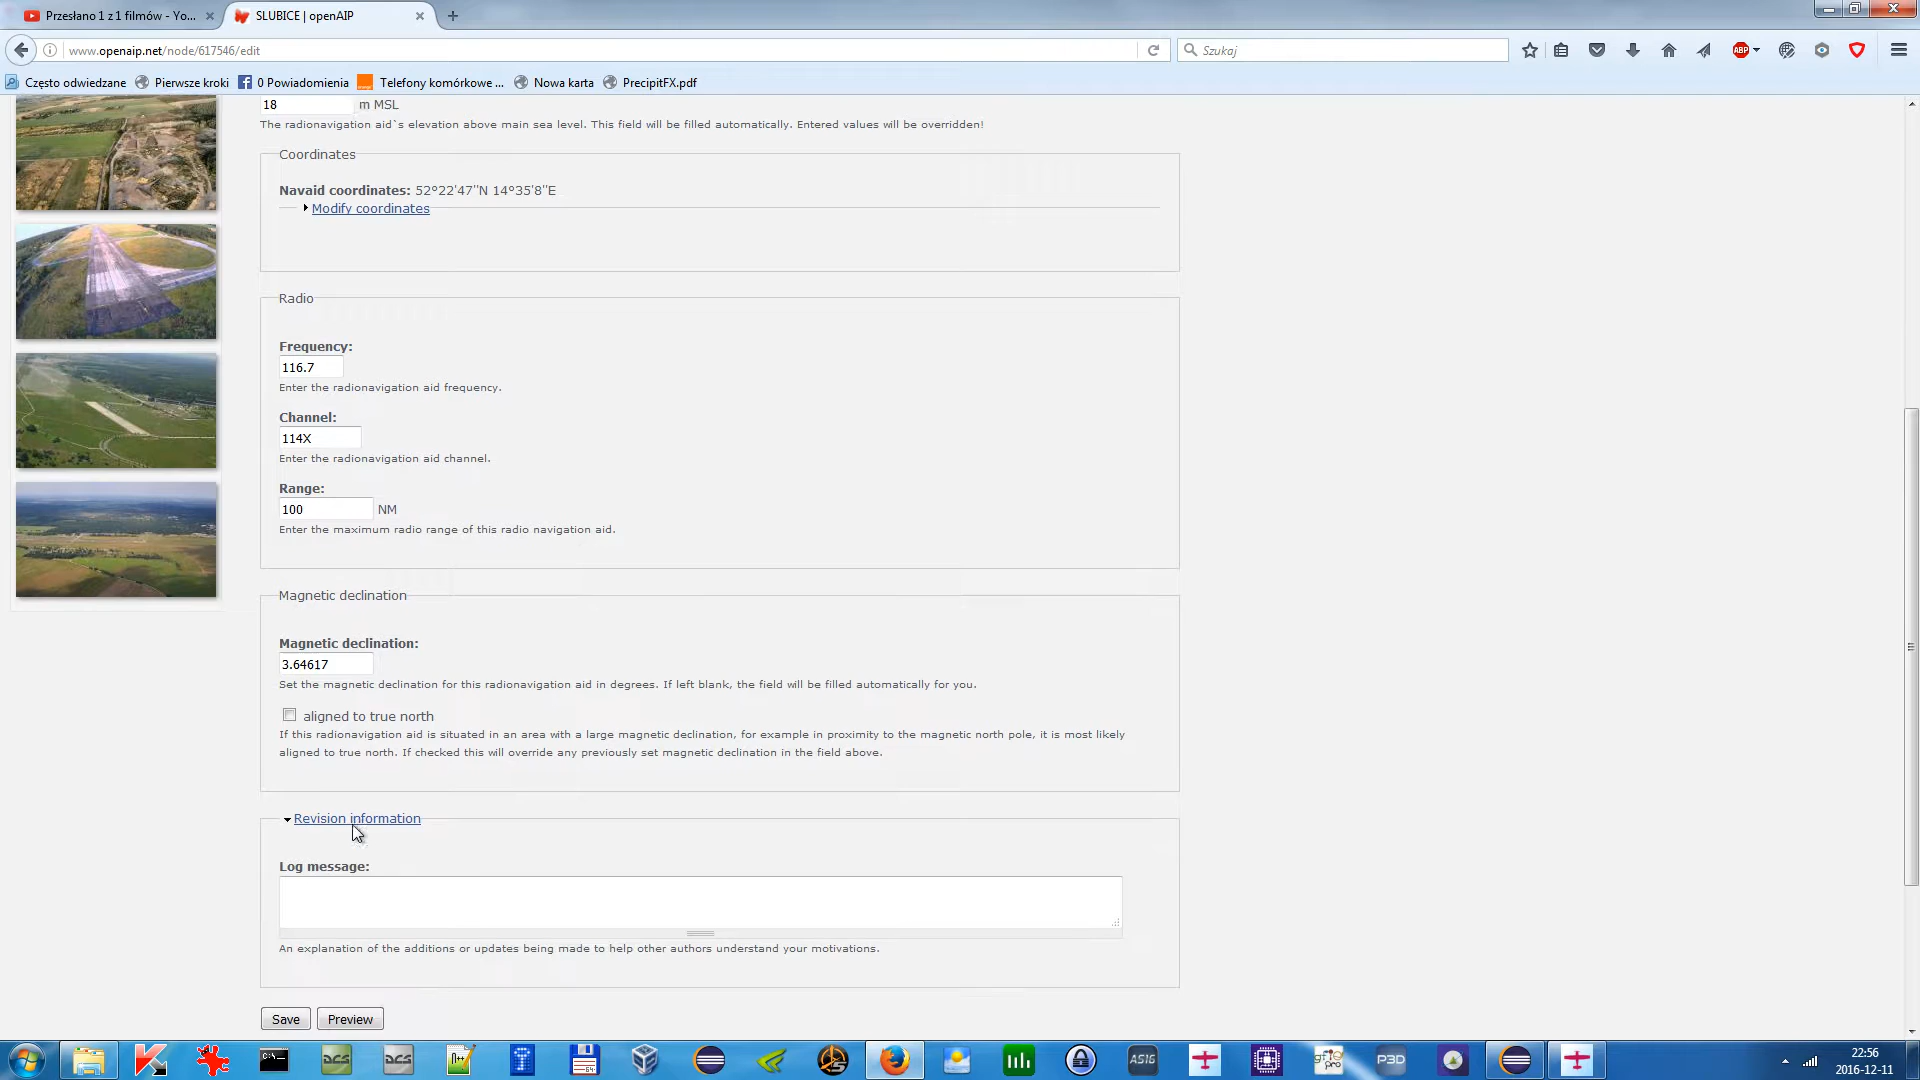 Przesłano 1 z 1 filmów - Yo...
SLUBICE | openAIP
www.openaip.net/node/617546/edit
Szukaj
ABP
Często odwiedzane
Pierwsze kroki
0 Powiadomienia
Telefony komórkowe ...
Nowa karta
PrecipitFX.pdf
18 m MSL
The radionavigation aid`s elevation above main sea level. This field will be filled automatically. Entered values will be overridden!
Coordinates
Navaid coordinates: 52°22'47''N 14°35'8''E
Modify coordinates
Radio
Frequency:
116.7
Enter the radionavigation aid frequency.
Channel:
114X
Enter the radionavigation aid channel.
Range:
100 NM
Enter the maximum radio range of this radio navigation aid.
Magnetic declination
Magnetic declination:
3.64617
Set the magnetic declination for this radionavigation aid in degrees. If left blank, the field will be filled automatically for you.
aligned to true north
If this radionavigation aid is situated in an area with a large magnetic declination, for example in proximity to the magnetic north pole, it is most likely
aligned to true north. If checked this will override any previously set magnetic declination in the field above.
Revision information
Log message:
An explanation of the additions or updates being made to help other authors understand your motivations.
Save
Preview
C:\_
DCS
DCS
64
ASIG
pro
P3D
22:56
2016-12-11